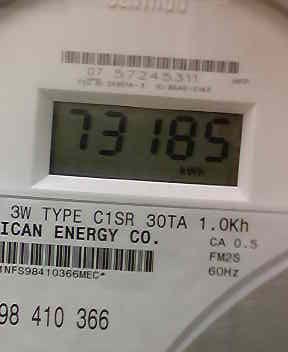 07 57245311
73185
kWh
3W TYPE C1SR 30TA 1.0Kh
ICAN ENERGY CO.
CA 0.5
FM2S
60Hz
1NFS98410366MEC*
98 410 366